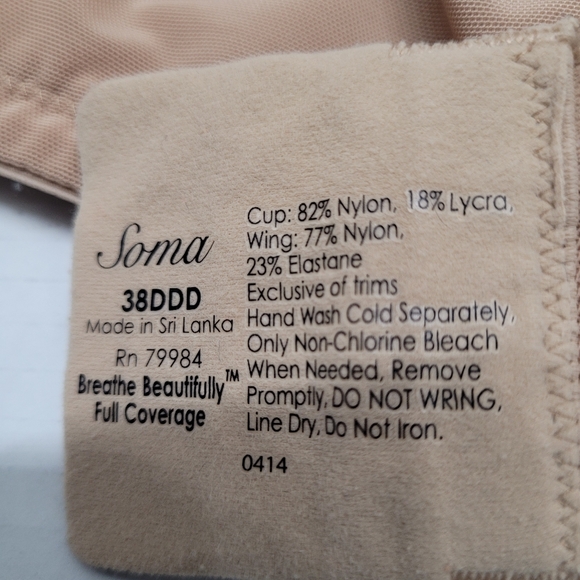 Soma
38DDD
Made in Sri Lanka
Rn 79984
Breathe Beautifully™
Full Coverage
Cup: 82% Nylon, 18% Lycra,
Wing: 77% Nylon,
23% Elastane
Exclusive of trims
Hand Wash Cold Separately,
Only Non-Chlorine Bleach
When Needed, Remove
Promptly, DO NOT WRING,
Line Dry, Do Not Iron.
0414